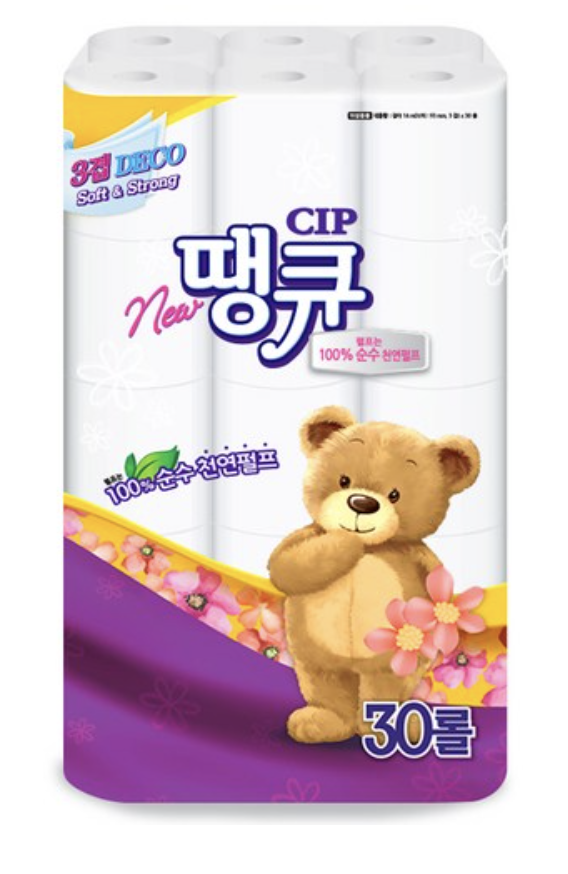 3겹 DECO
Soft & Strong
CIP
New 땡큐
펄프는
100% 순수 천연펄프
펄프는
100% 순수 천연펄프
30롤